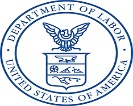 DEPARTMENT OF LABOR
UNITED STATES OF AMERICA